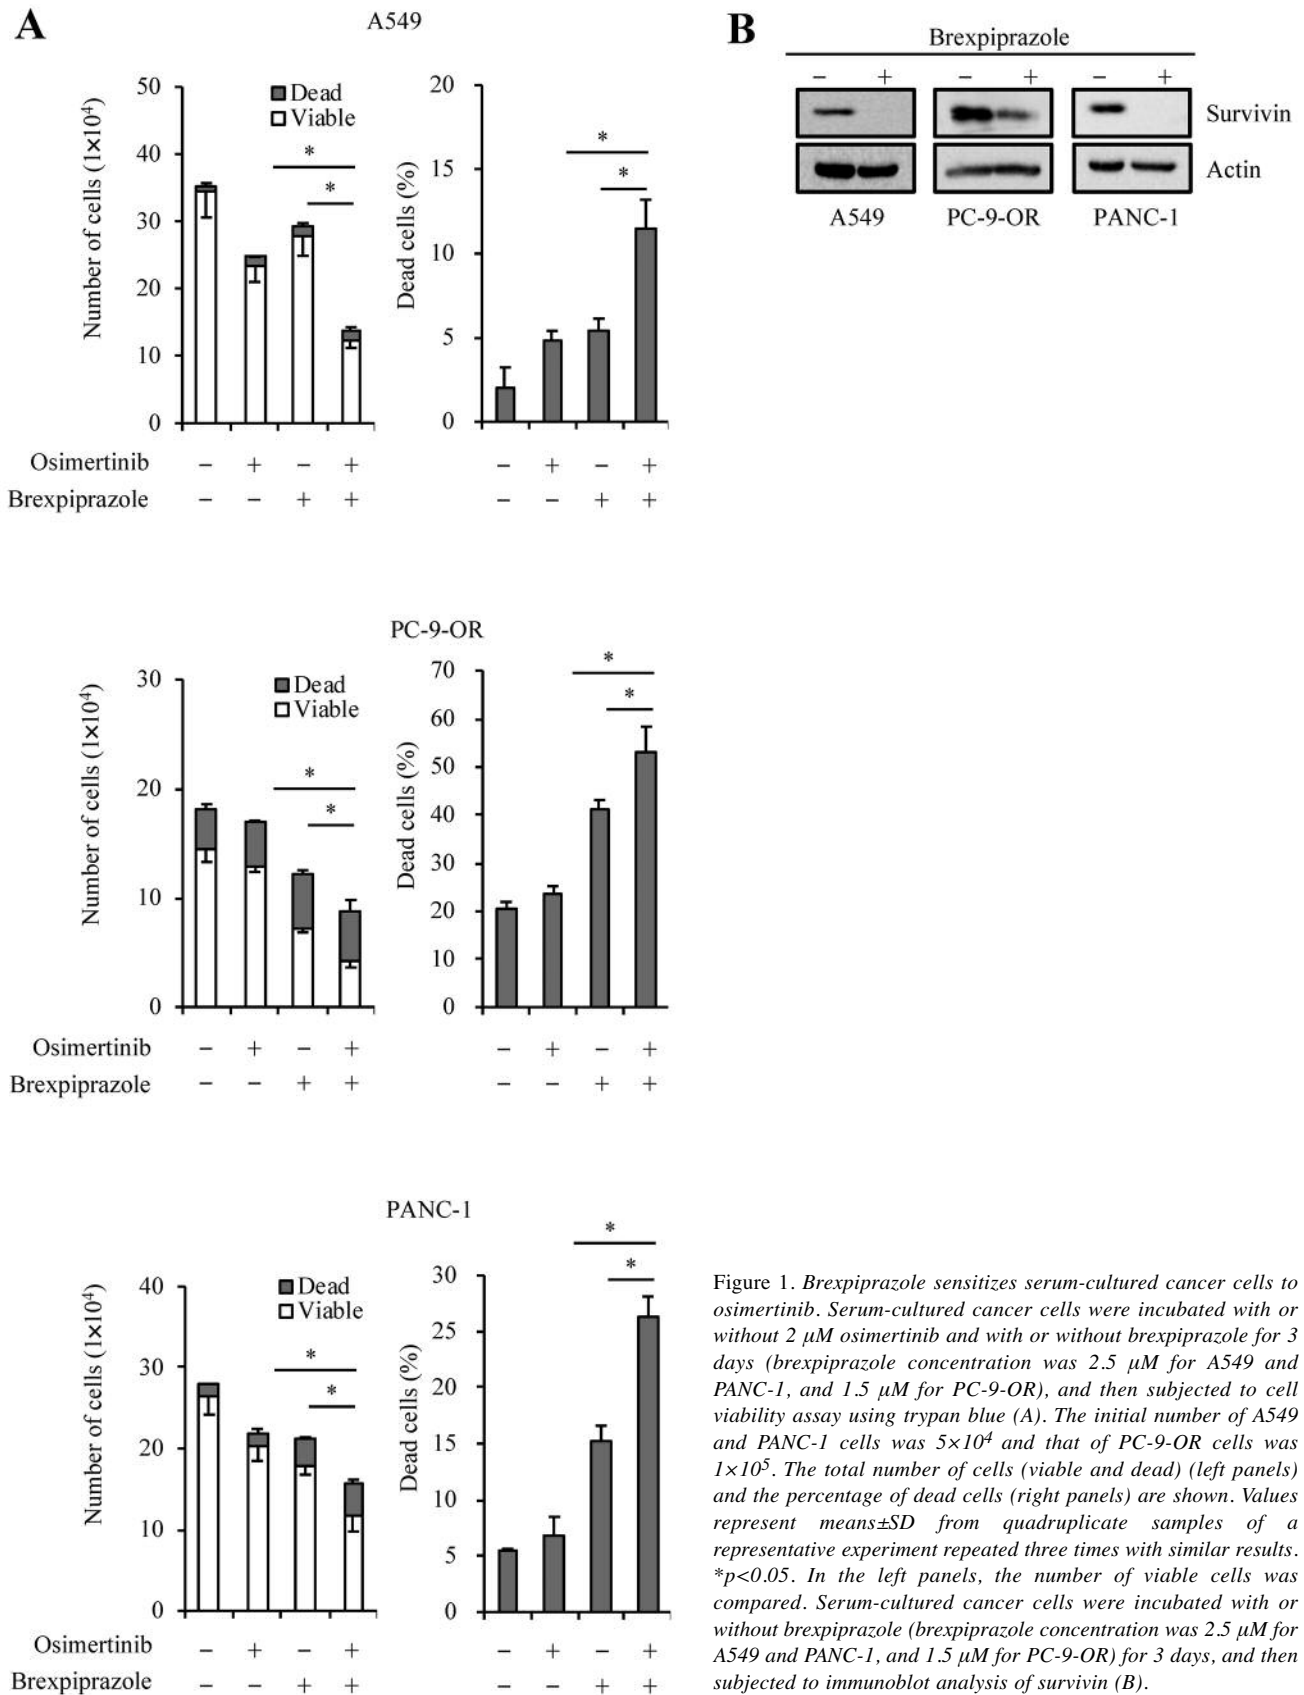 A
A549
Number of cells (1×10⁴)
50
40
30
20
10
0
Dead
Viable
*
*
Dead cells (%)
20
15
10
5
0
*
*
Osimertinib − + − + − + − +
Brexpiprazole − − + + − − + +
PC-9-OR
Number of cells (1×10⁴)
30
20
10
0
Dead
Viable
*
*
Dead cells (%)
70
60
50
40
30
20
10
0
*
*
Osimertinib − + − + − + − +
Brexpiprazole − − + + − − + +
PANC-1
Number of cells (1×10⁴)
40
30
20
10
0
Dead
Viable
*
*
Dead cells (%)
30
25
20
15
10
5
0
*
*
Osimertinib − + − + − + − +
Brexpiprazole − − + + − − + +
B
Brexpiprazole
− + − + − +
Survivin
Actin
A549 PC-9-OR PANC-1
Figure 1. Brexpiprazole sensitizes serum-cultured cancer cells to
osimertinib. Serum-cultured cancer cells were incubated with or
without 2 μM osimertinib and with or without brexpiprazole for 3
days (brexpiprazole concentration was 2.5 μM for A549 and
PANC-1, and 1.5 μM for PC-9-OR), and then subjected to cell
viability assay using trypan blue (A). The initial number of A549
and PANC-1 cells was 5×10⁴ and that of PC-9-OR cells was
1×10⁵. The total number of cells (viable and dead) (left panels)
and the percentage of dead cells (right panels) are shown. Values
represent means±SD from quadruplicate samples of a
representative experiment repeated three times with similar results.
*p<0.05. In the left panels, the number of viable cells was
compared. Serum-cultured cancer cells were incubated with or
without brexpiprazole (brexpiprazole concentration was 2.5 μM for
A549 and PANC-1, and 1.5 μM for PC-9-OR) for 3 days, and then
subjected to immunoblot analysis of survivin (B).